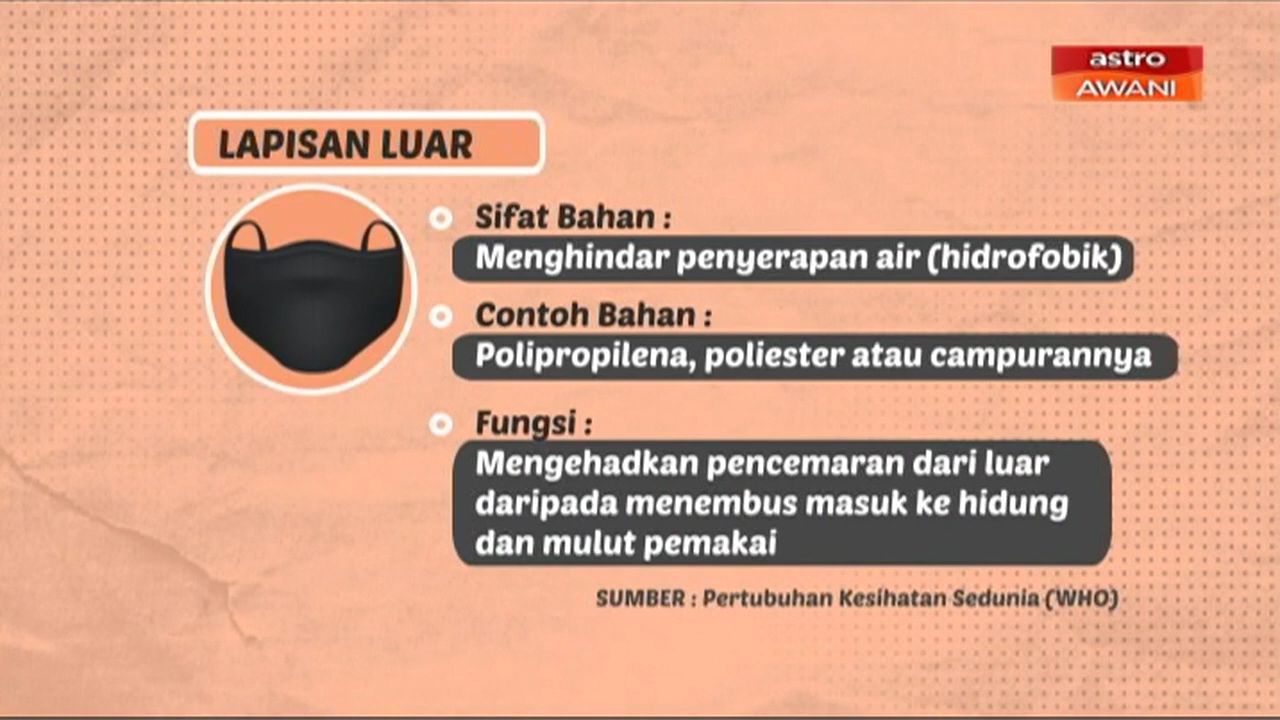 astro
AWANI
LAPISAN LUAR
Sifat Bahan :
Menghindar penyerapan air (hidrofobik)
Contoh Bahan :
Polipropilena, poliester atau campurannya
Fungsi :
Mengehadkan pencemaran dari luar
daripada menembus masuk ke hidung
dan mulut pemakai
SUMBER : Pertubuhan Kesihatan Sedunia (WHO)